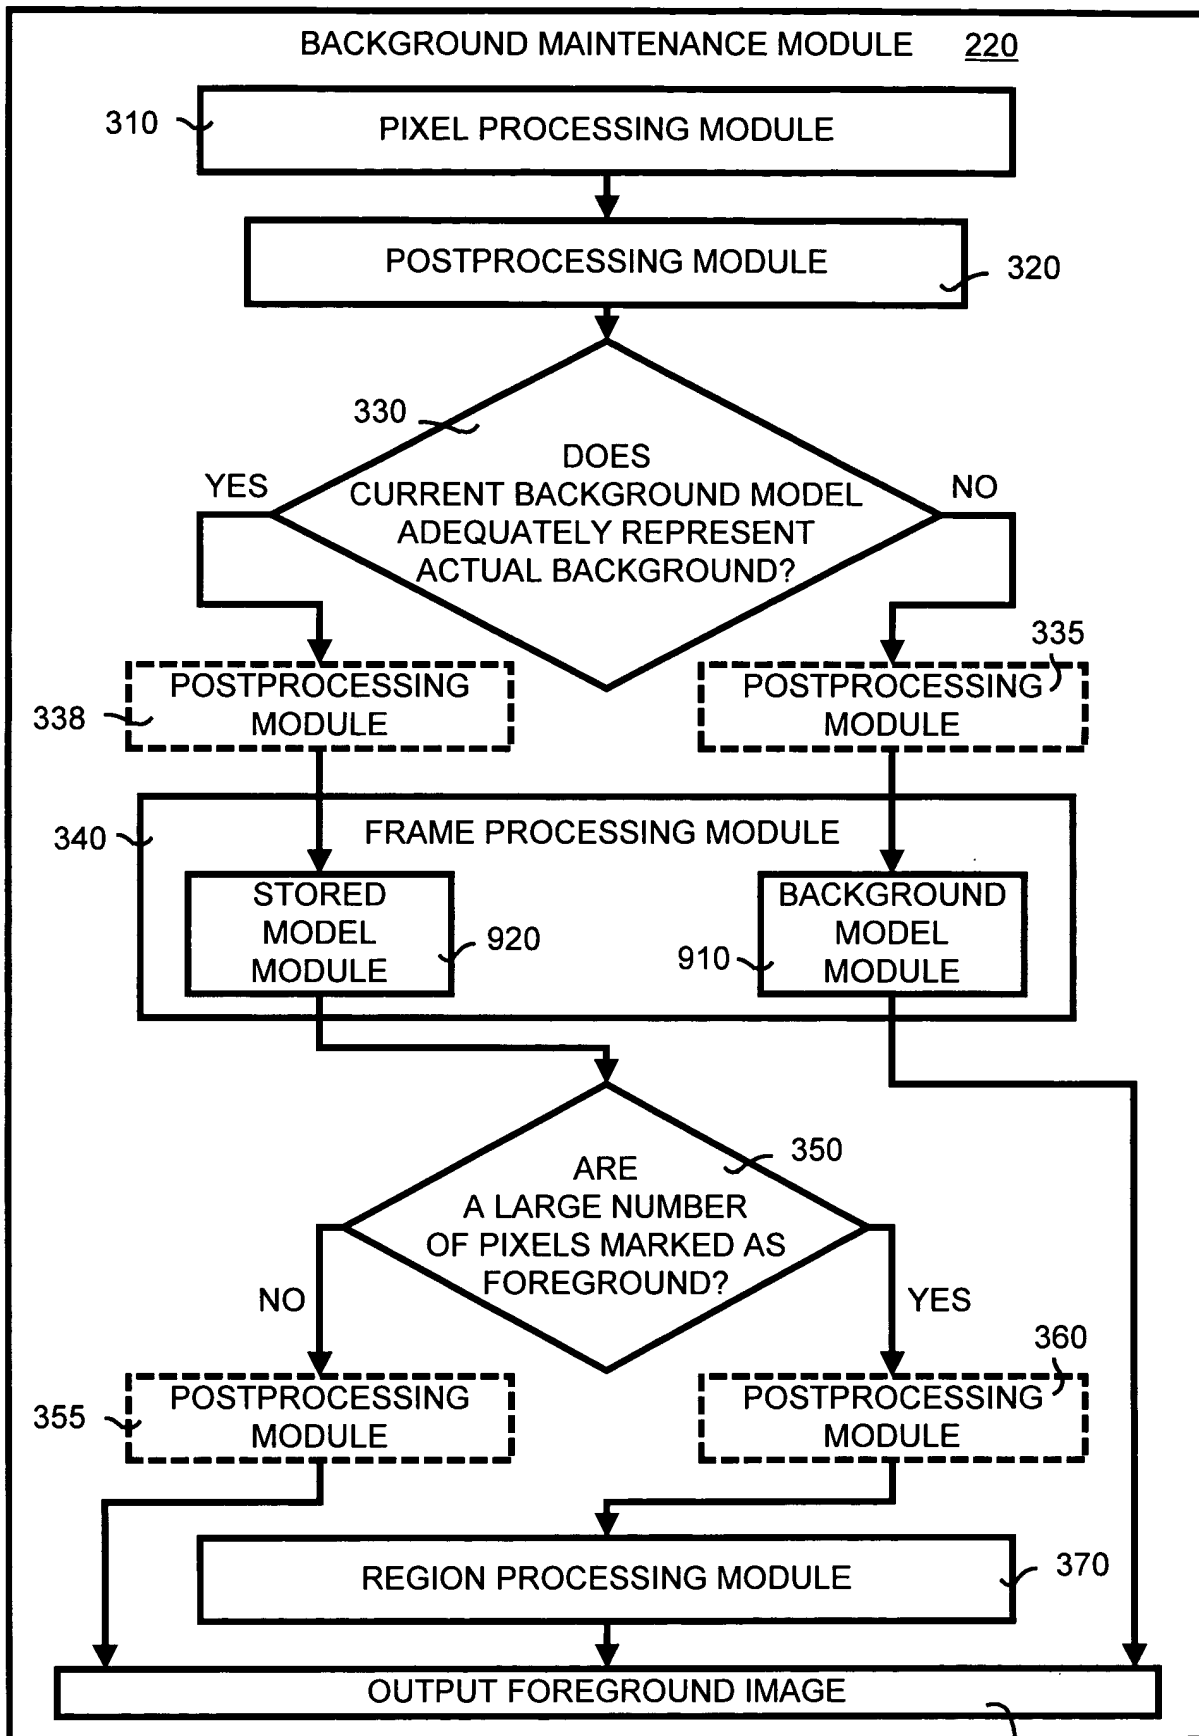 BACKGROUND MAINTENANCE MODULE 220
310
PIXEL PROCESSING MODULE
POSTPROCESSING MODULE
320
330
DOES
CURRENT BACKGROUND MODEL
ADEQUATELY REPRESENT
ACTUAL BACKGROUND?
YES
NO
335
POSTPROCESSING
MODULE
338
POSTPROCESSING
MODULE
340
FRAME PROCESSING MODULE
STORED
MODEL
MODULE
920
BACKGROUND
MODEL
MODULE
910
350
ARE
A LARGE NUMBER
OF PIXELS MARKED AS
FOREGROUND?
NO
YES
360
POSTPROCESSING
MODULE
355
POSTPROCESSING
MODULE
REGION PROCESSING MODULE
370
OUTPUT FOREGROUND IMAGE